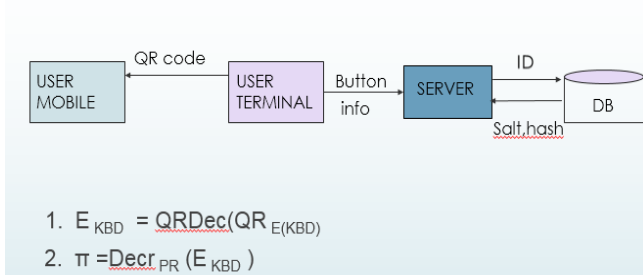 QR code
USER
MOBILE
USER
TERMINAL
Button
info
SERVER
ID
DB
Salt,hash
1. E KBD = QRDec(QR E(KBD)
2. π =Decr PR (E KBD )